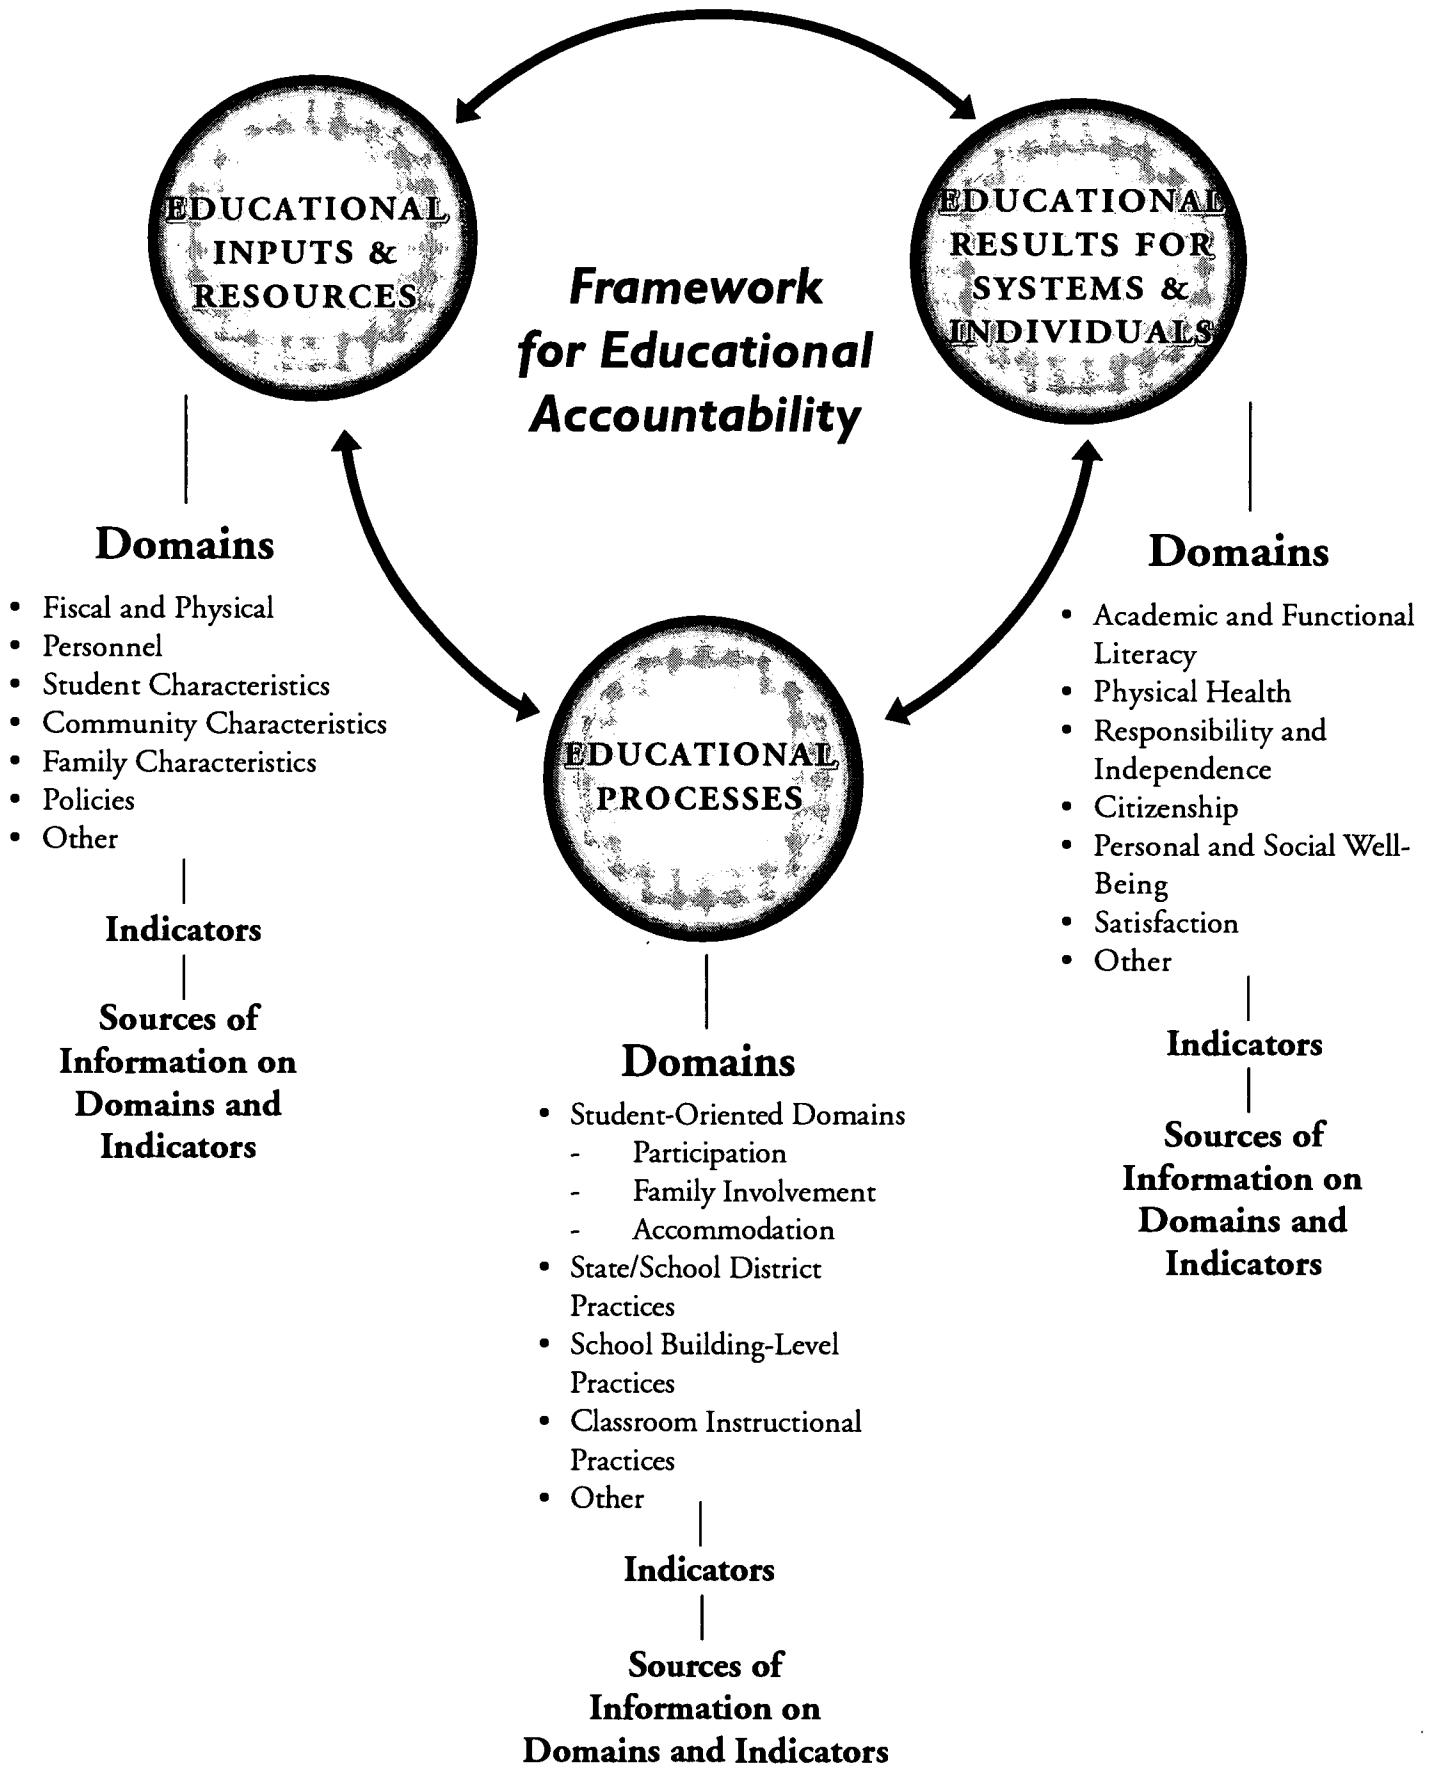 EDUCATIONAL
INPUTS &
RESOURCES
Framework
for Educational
Accountability
EDUCATIONAL
RESULTS FOR
SYSTEMS &
INDIVIDUALS
EDUCATIONAL
PROCESSES
Domains
• Fiscal and Physical
• Personnel
• Student Characteristics
• Community Characteristics
• Family Characteristics
• Policies
• Other
Indicators
Sources of
Information on
Domains and
Indicators
Domains
• Student-Oriented Domains
- Participation
- Family Involvement
- Accommodation
• State/School District
Practices
• School Building-Level
Practices
• Classroom Instructional
Practices
• Other
Indicators
Sources of
Information on
Domains and Indicators
Domains
• Academic and Functional
Literacy
• Physical Health
• Responsibility and
Independence
• Citizenship
• Personal and Social Well-
Being
• Satisfaction
• Other
Indicators
Sources of
Information on
Domains and
Indicators